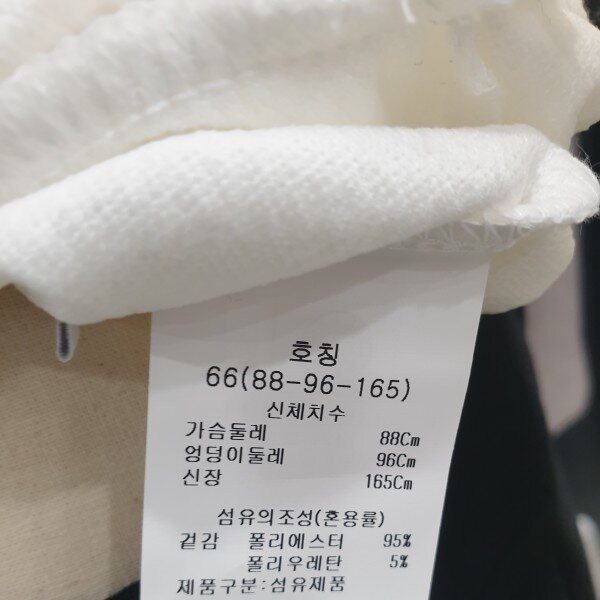 호칭
66(88-96-165)
신체치수
가슴둘레 88Cm
엉덩이둘레 96Cm
신장 165Cm
섬유의조성(혼용률)
겉감 폴리에스터 95%
폴리우레탄 5%
제품구분:섬유제품